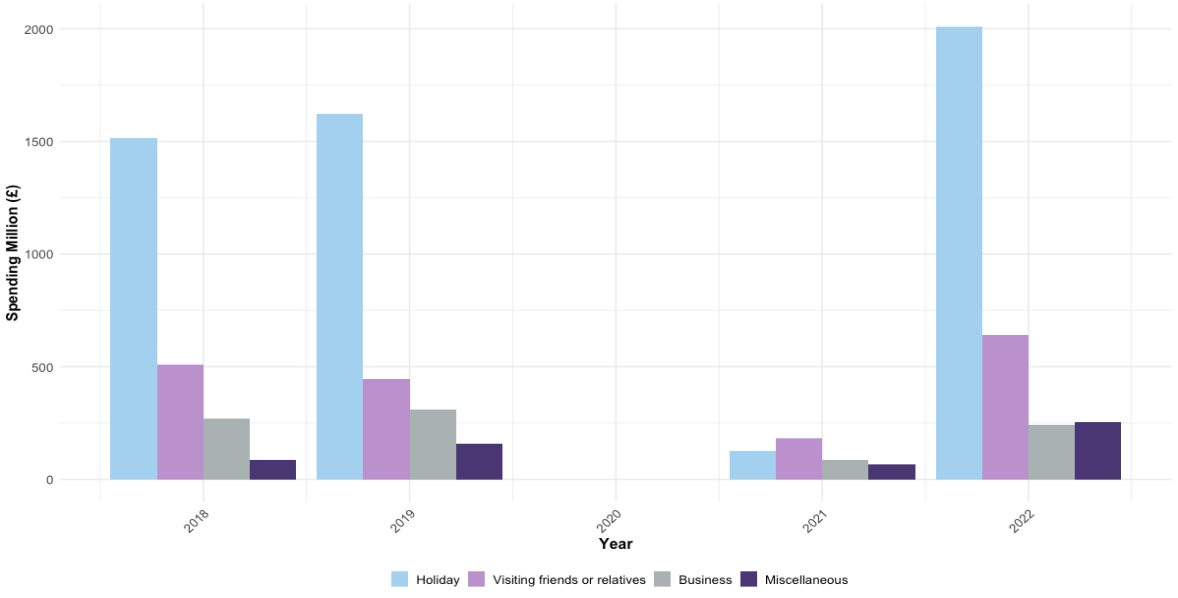 2000
1500
1000
500
0
Spending Million (£)
2018 2019 2020 2021 2022
Year
Holiday Visiting friends or relatives Business Miscellaneous